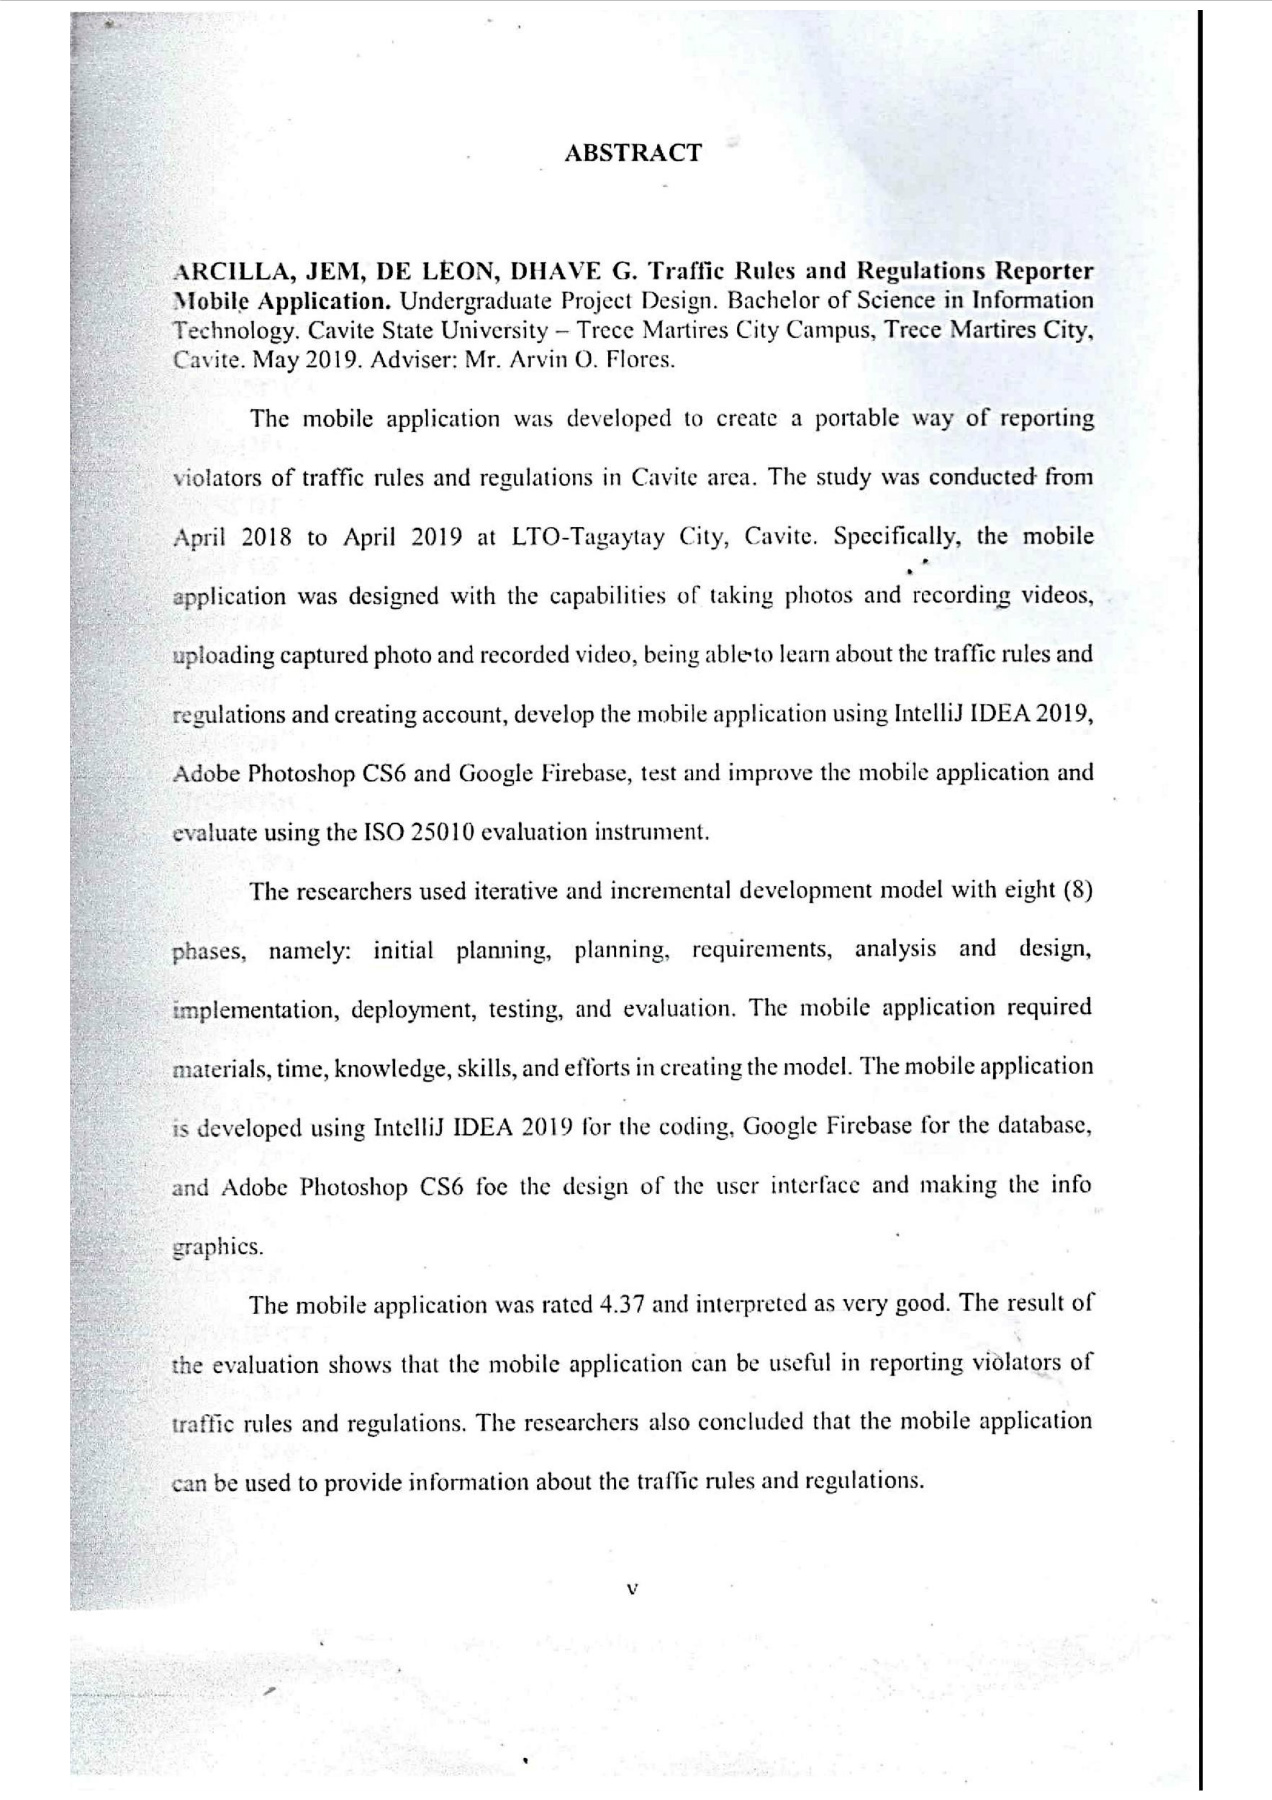 ABSTRACT
ARCILLA, JEM, DE LEON, DHAVE G. Traffic Rules and Regulations Reporter
Mobile Application. Undergraduate Project Design. Bachelor of Science in Information
Technology. Cavite State University – Trece Martires City Campus, Trece Martires City,
Cavite. May 2019. Adviser: Mr. Arvin O. Flores.
The mobile application was developed to create a portable way of reporting
violators of traffic rules and regulations in Cavite area. The study was conducted from
April 2018 to April 2019 at LTO-Tagaytay City, Cavite. Specifically, the mobile
application was designed with the capabilities of taking photos and recording videos,
uploading captured photo and recorded video, being able to learn about the traffic rules and
regulations and creating account, develop the mobile application using IntelliJ IDEA 2019,
Adobe Photoshop CS6 and Google Firebase, test and improve the mobile application and
evaluate using the ISO 25010 evaluation instrument.
The researchers used iterative and incremental development model with eight (8)
phases, namely: initial planning, planning, requirements, analysis and design,
implementation, deployment, testing, and evaluation. The mobile application required
materials, time, knowledge, skills, and efforts in creating the model. The mobile application
is developed using IntelliJ IDEA 2019 for the coding, Google Firebase for the database,
and Adobe Photoshop CS6 foe the design of the user interface and making the info
graphics.
The mobile application was rated 4.37 and interpreted as very good. The result of
the evaluation shows that the mobile application can be useful in reporting violators of
traffic rules and regulations. The researchers also concluded that the mobile application
can be used to provide information about the traffic rules and regulations.
v